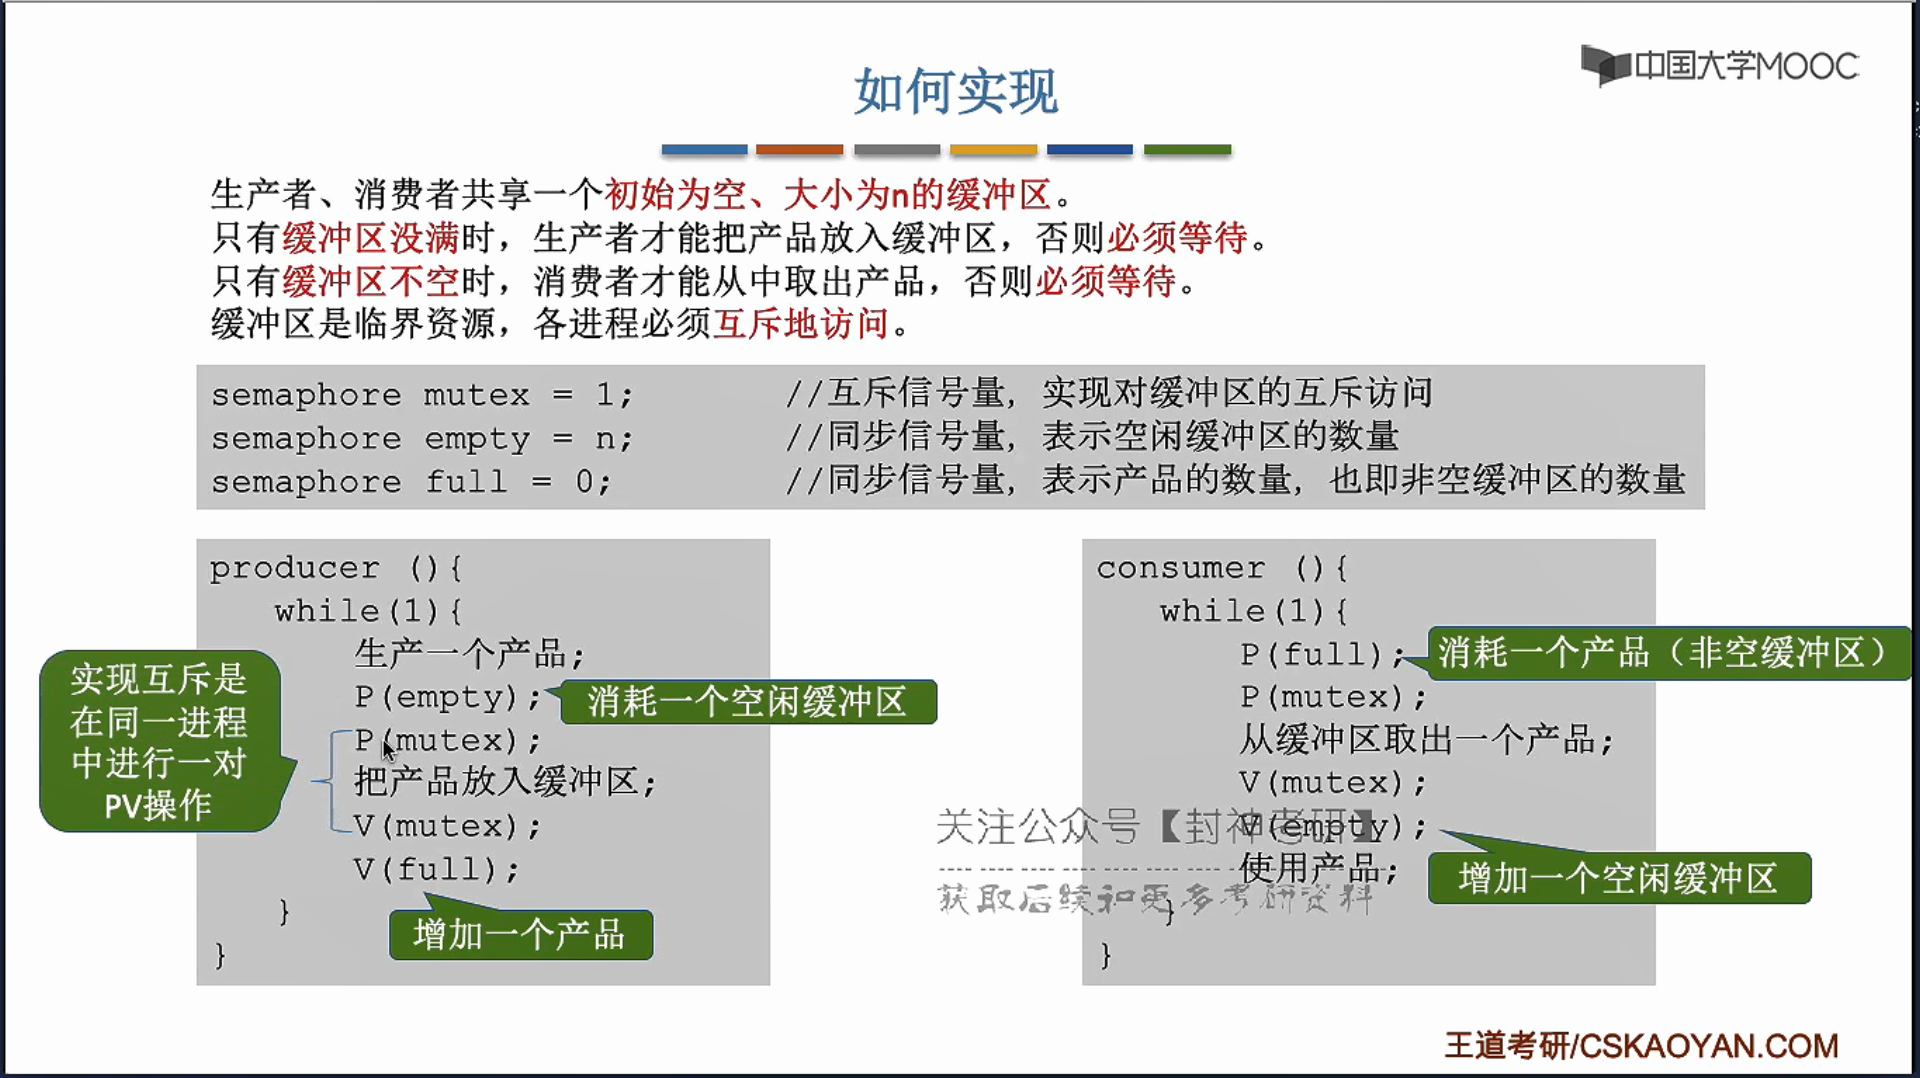 中国大学MOOC
如何实现
生产者、消费者共享一个初始为空、大小为n的缓冲区。
只有缓冲区没满时，生产者才能把产品放入缓冲区，否则必须等待。
只有缓冲区不空时，消费者才能从中取出产品，否则必须等待。
缓冲区是临界资源，各进程必须互斥地访问。
semaphore mutex = 1; //互斥信号量，实现对缓冲区的互斥访问
semaphore empty = n; //同步信号量，表示空闲缓冲区的数量
semaphore full = 0; //同步信号量，表示产品的数量，也即非空缓冲区的数量
producer (){
while(1){
生产一个产品;
P(empty);
P(mutex);
把产品放入缓冲区;
V(mutex);
V(full);
}
}
实现互斥是
在同一进程
中进行一对
PV操作
消耗一个空闲缓冲区
增加一个产品
consumer (){
while(1){
P(full);
P(mutex);
从缓冲区取出一个产品;
V(mutex);
V(empty);
使用产品;
}
}
消耗一个产品（非空缓冲区）
增加一个空闲缓冲区
关注公众号【封神考研】
获取后续和更多考研资料
王道考研/CSKAOYAN.COM